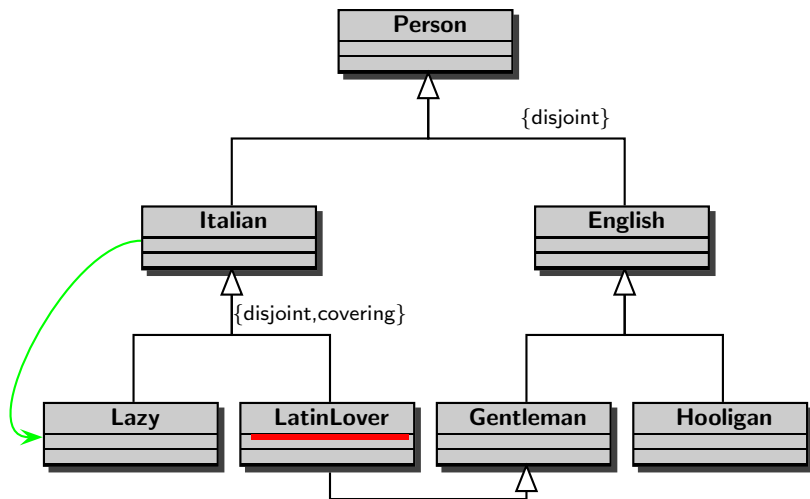 Person
{disjoint}
Italian
English
{disjoint,covering}
Lazy
LatinLover
Gentleman
Hooligan